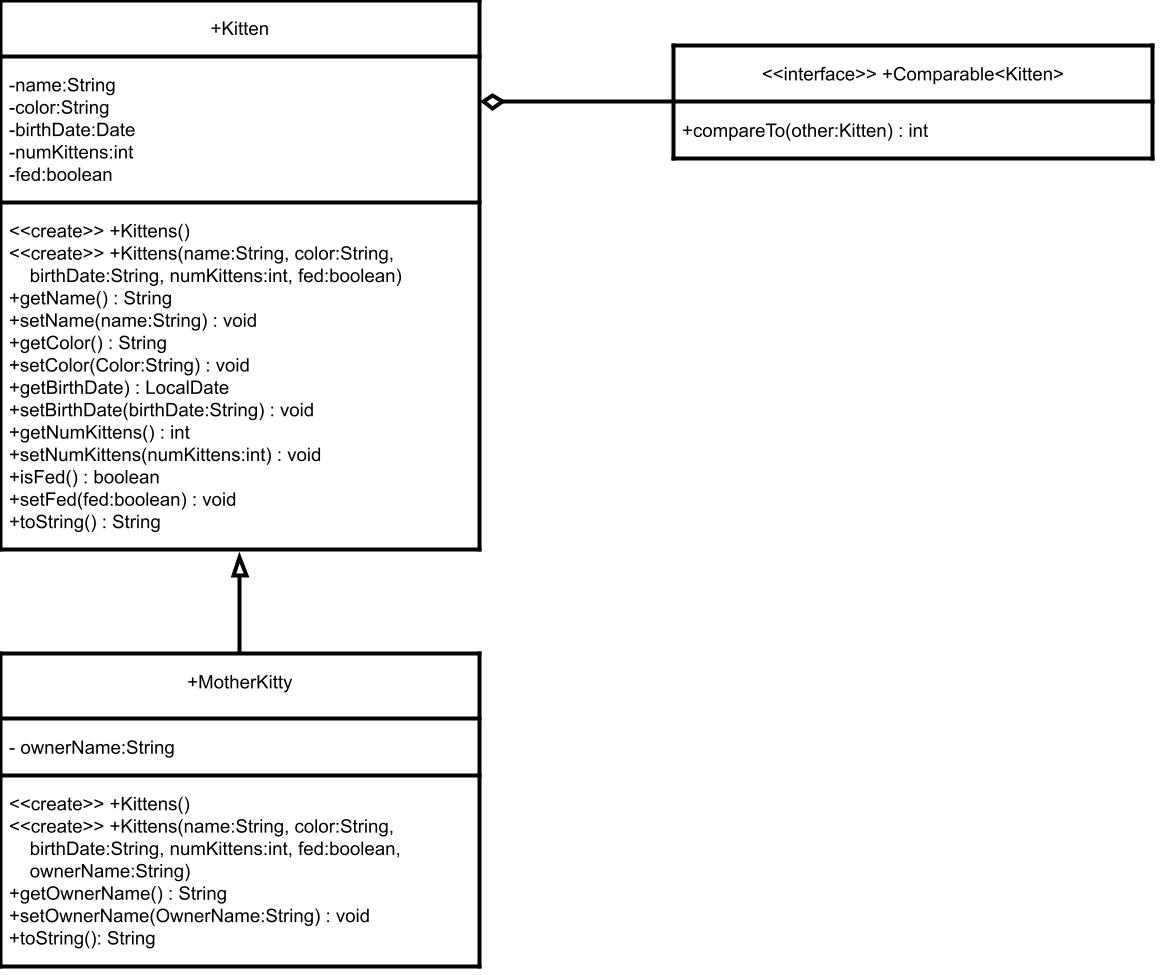 +Kitten
-name:String
-color:String
-birthDate:Date
-numKittens:int
-fed:boolean
<<create>> +Kittens()
<<create>> +Kittens(name:String, color:String,
birthDate:String, numKittens:int, fed:boolean)
+getName() : String
+setName(name:String) : void
+getColor() : String
+setColor(Color:String) : void
+getBirthDate) : LocalDate
+setBirthDate(birthDate:String) : void
+getNumKittens() : int
+setNumKittens(numKittens:int) : void
+isFed() : boolean
+setFed(fed:boolean) : void
+toString() : String
<<interface>> +Comparable<Kitten>
+compareTo(other:Kitten) : int
+MotherKitty
- ownerName:String
<<create>> +Kittens()
<<create>> +Kittens(name:String, color:String,
birthDate:String, numKittens:int, fed:boolean,
ownerName:String)
+getOwnerName() : String
+setOwnerName(OwnerName:String) : void
+toString(): String